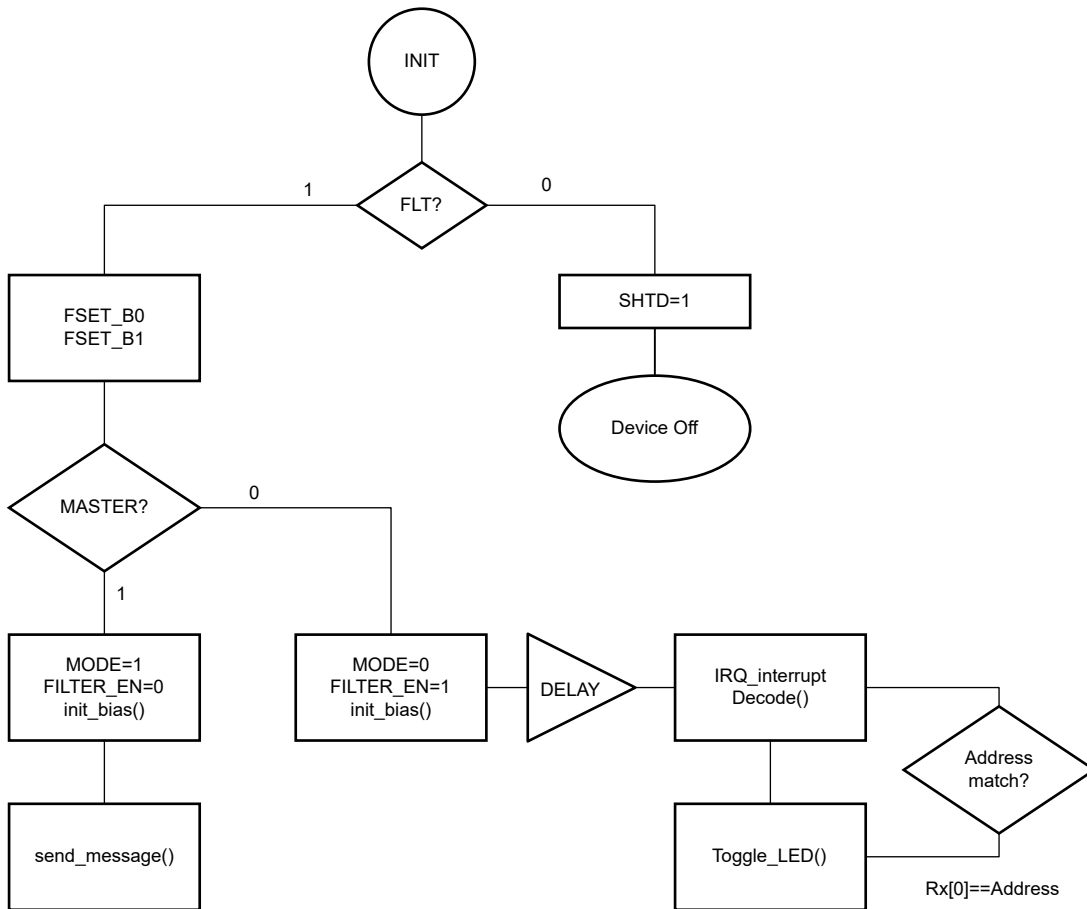 INIT
1
0
FLT?
FSET_B0
FSET_B1
SHTD=1
Device Off
MASTER?
0
1
MODE=1
FILTER_EN=0
init_bias()
MODE=0
FILTER_EN=1
init_bias()
DELAY
IRQ_interrupt
Decode()
Address
match?
send_message()
Toggle_LED()
Rx[0]==Address